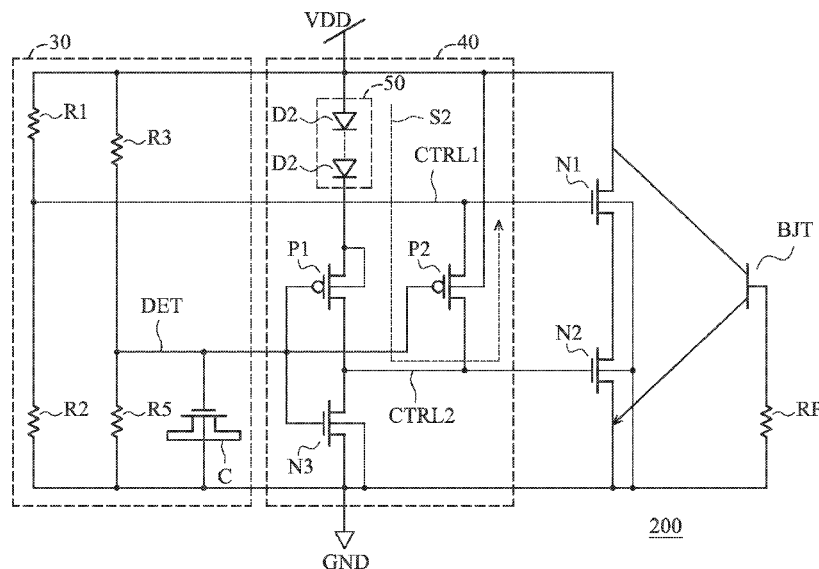 VDD
30
40
50
R1
R3
D2
S2
D2
CTRL1
N1
BJT
P1
P2
DET
N2
R2
R5
CTRL2
RP
C
N3
200
GND